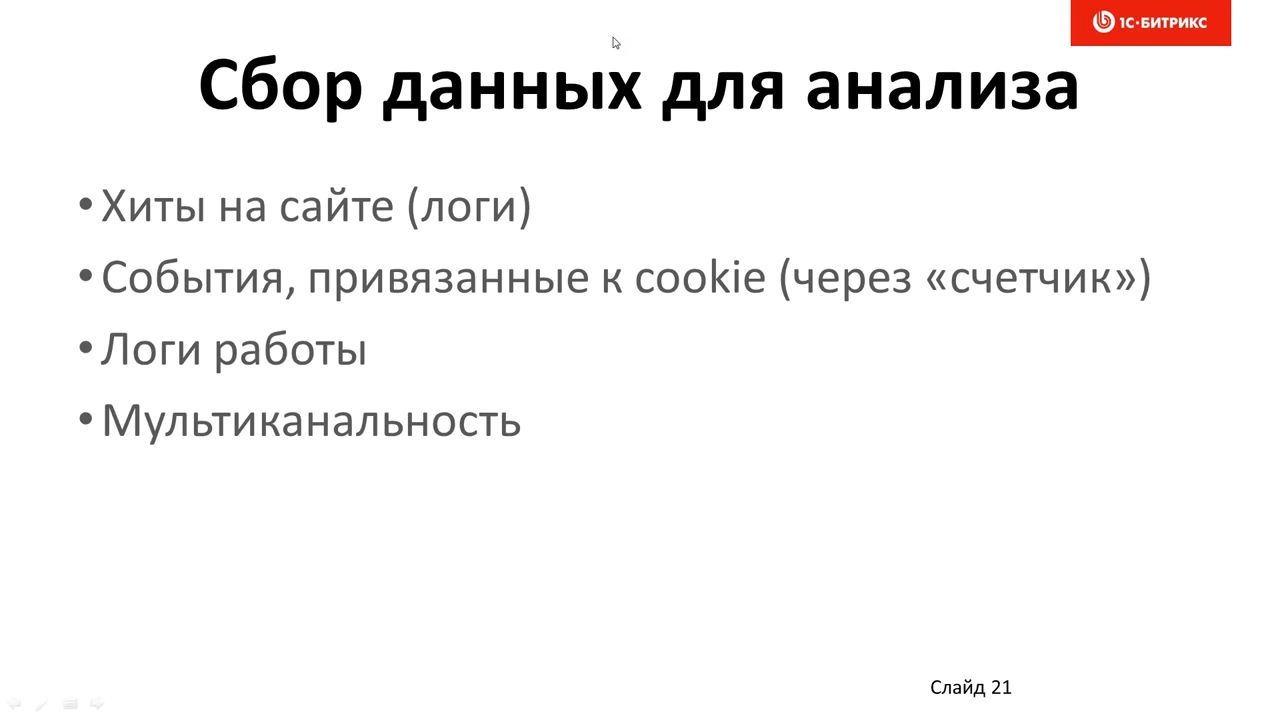 1С·БИТРИКС
Сбор данных для анализа
• Хиты на сайте (логи)
• События, привязанные к cookie (через «счетчик»)
• Логи работы
• Мультиканальность
Слайд 21